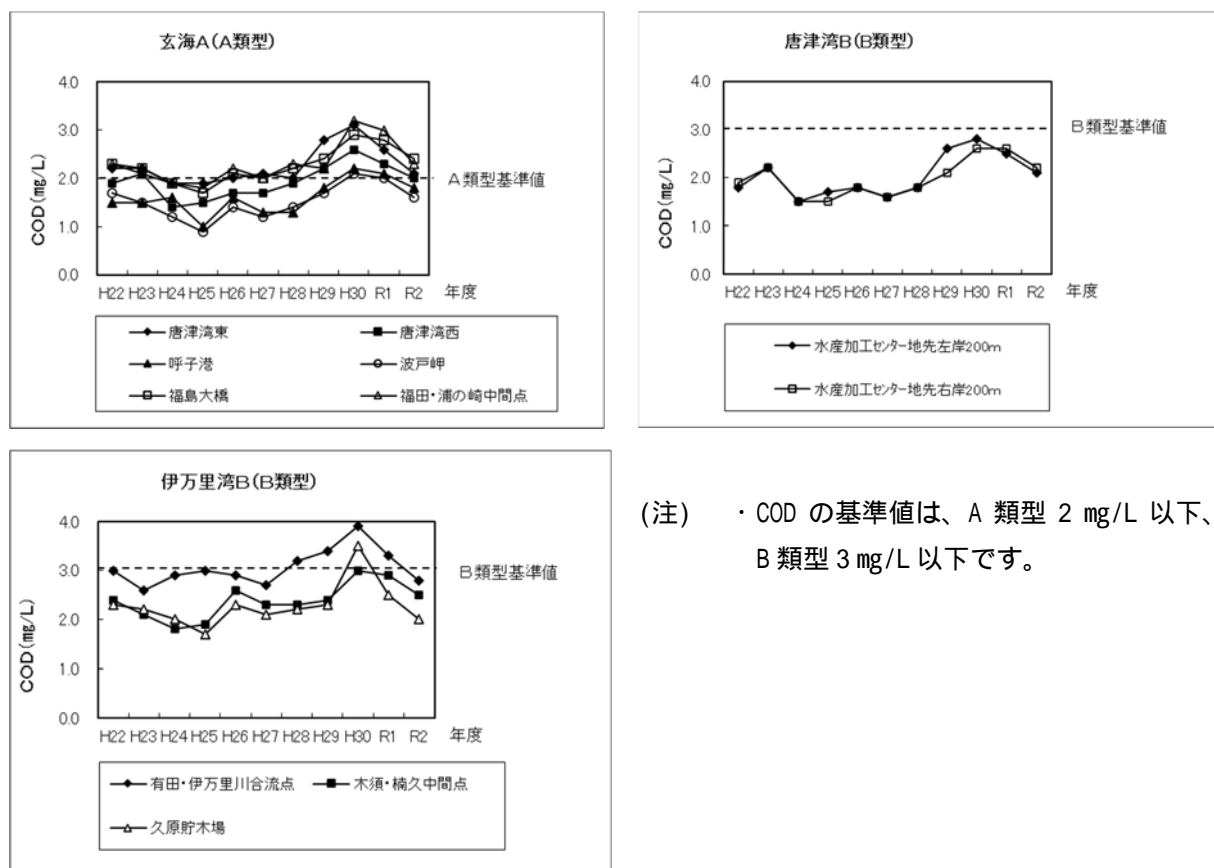 玄海A(A類型)
4.0
3.0
2.0
1.0
0.0
COD(mg/L)
A類型基準値
H22 H23 H24 H25 H26 H27 H28 H29 H30 R1 R2 年度
唐津湾東 唐津湾西
呼子港 波戸岬
福島大橋 福田・浦の崎中間点
唐津湾B(B類型)
4.0
3.0
2.0
1.0
0.0
COD(mg/L)
B類型基準値
H22 H23 H24 H25 H26 H27 H28 H29 H30 R1 R2 年度
水産加工センター地先左岸200m
水産加工センター地先右岸200m
伊万里湾B(B類型)
4.0
3.0
2.0
1.0
0.0
COD(mg/L)
B類型基準値
H22 H23 H24 H25 H26 H27 H28 H29 H30 R1 R2 年度
有田・伊万里川合流点 木須・楠久中間点
久原貯木場
(注) ・COD の基準値は、A 類型 2 ㎎/L 以下、
B 類型 3 ㎎/L 以下です。